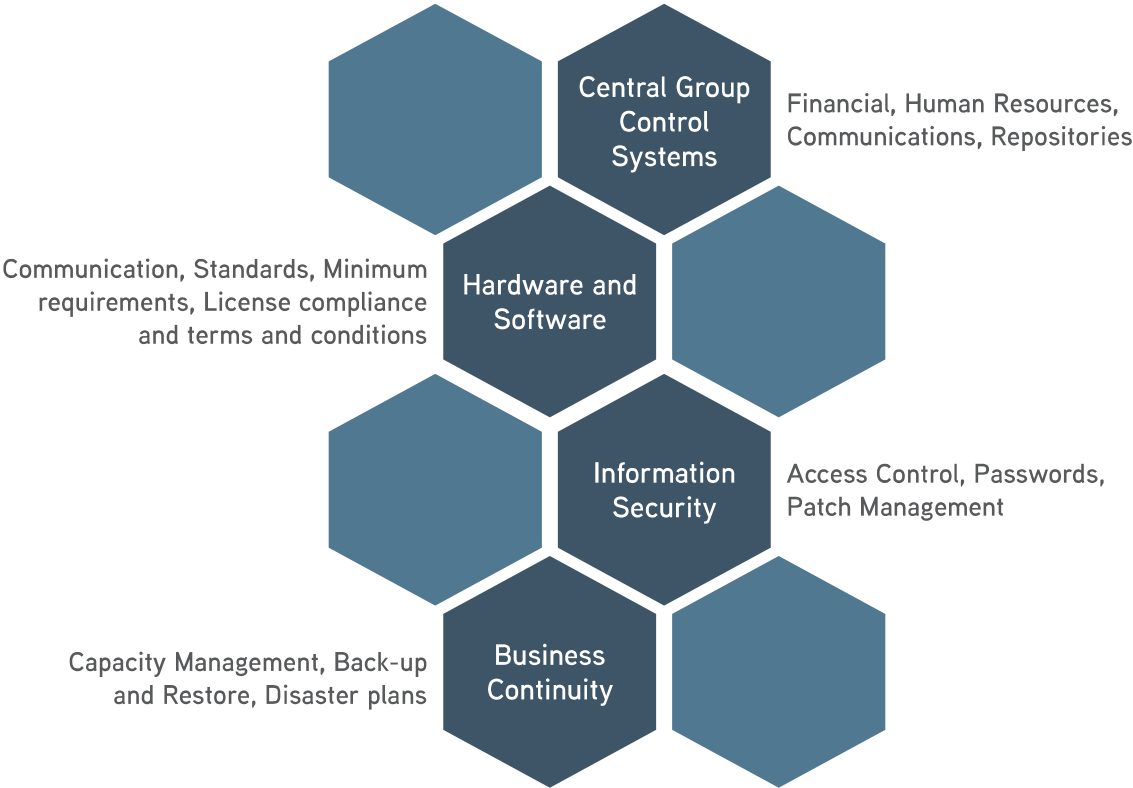 Central Group
Control
Systems
Financial, Human Resources,
Communications, Repositories
Communication, Standards, Minimum
requirements, License compliance
and terms and conditions
Hardware and
Software
Information
Security
Access Control, Passwords,
Patch Management
Capacity Management, Back-up
and Restore, Disaster plans
Business
Continuity